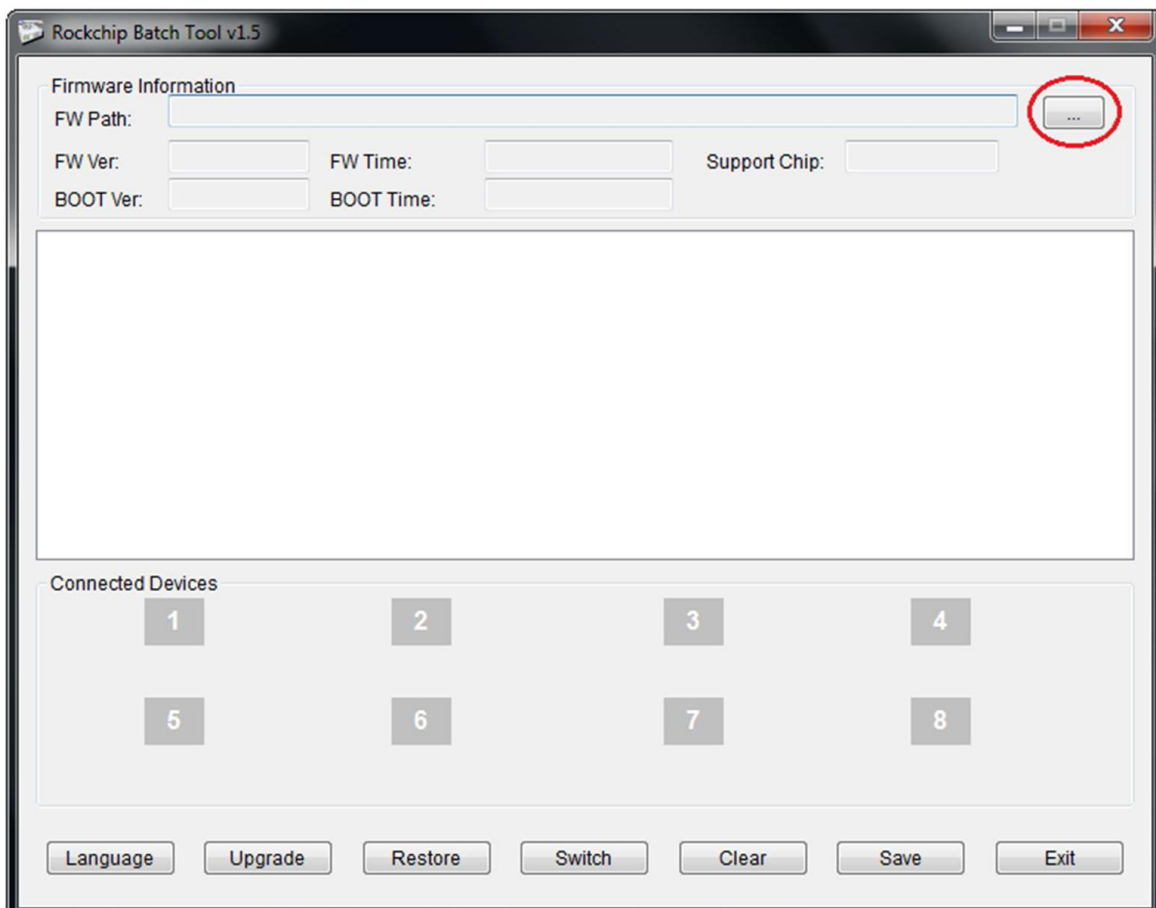 Rockchip Batch Tool v1.5
Firmware Information
FW Path:
...
FW Ver:
FW Time:
Support Chip:
BOOT Ver:
BOOT Time:
Connected Devices
1 2 3 4
5 6 7 8
Language Upgrade Restore Switch Clear Save Exit